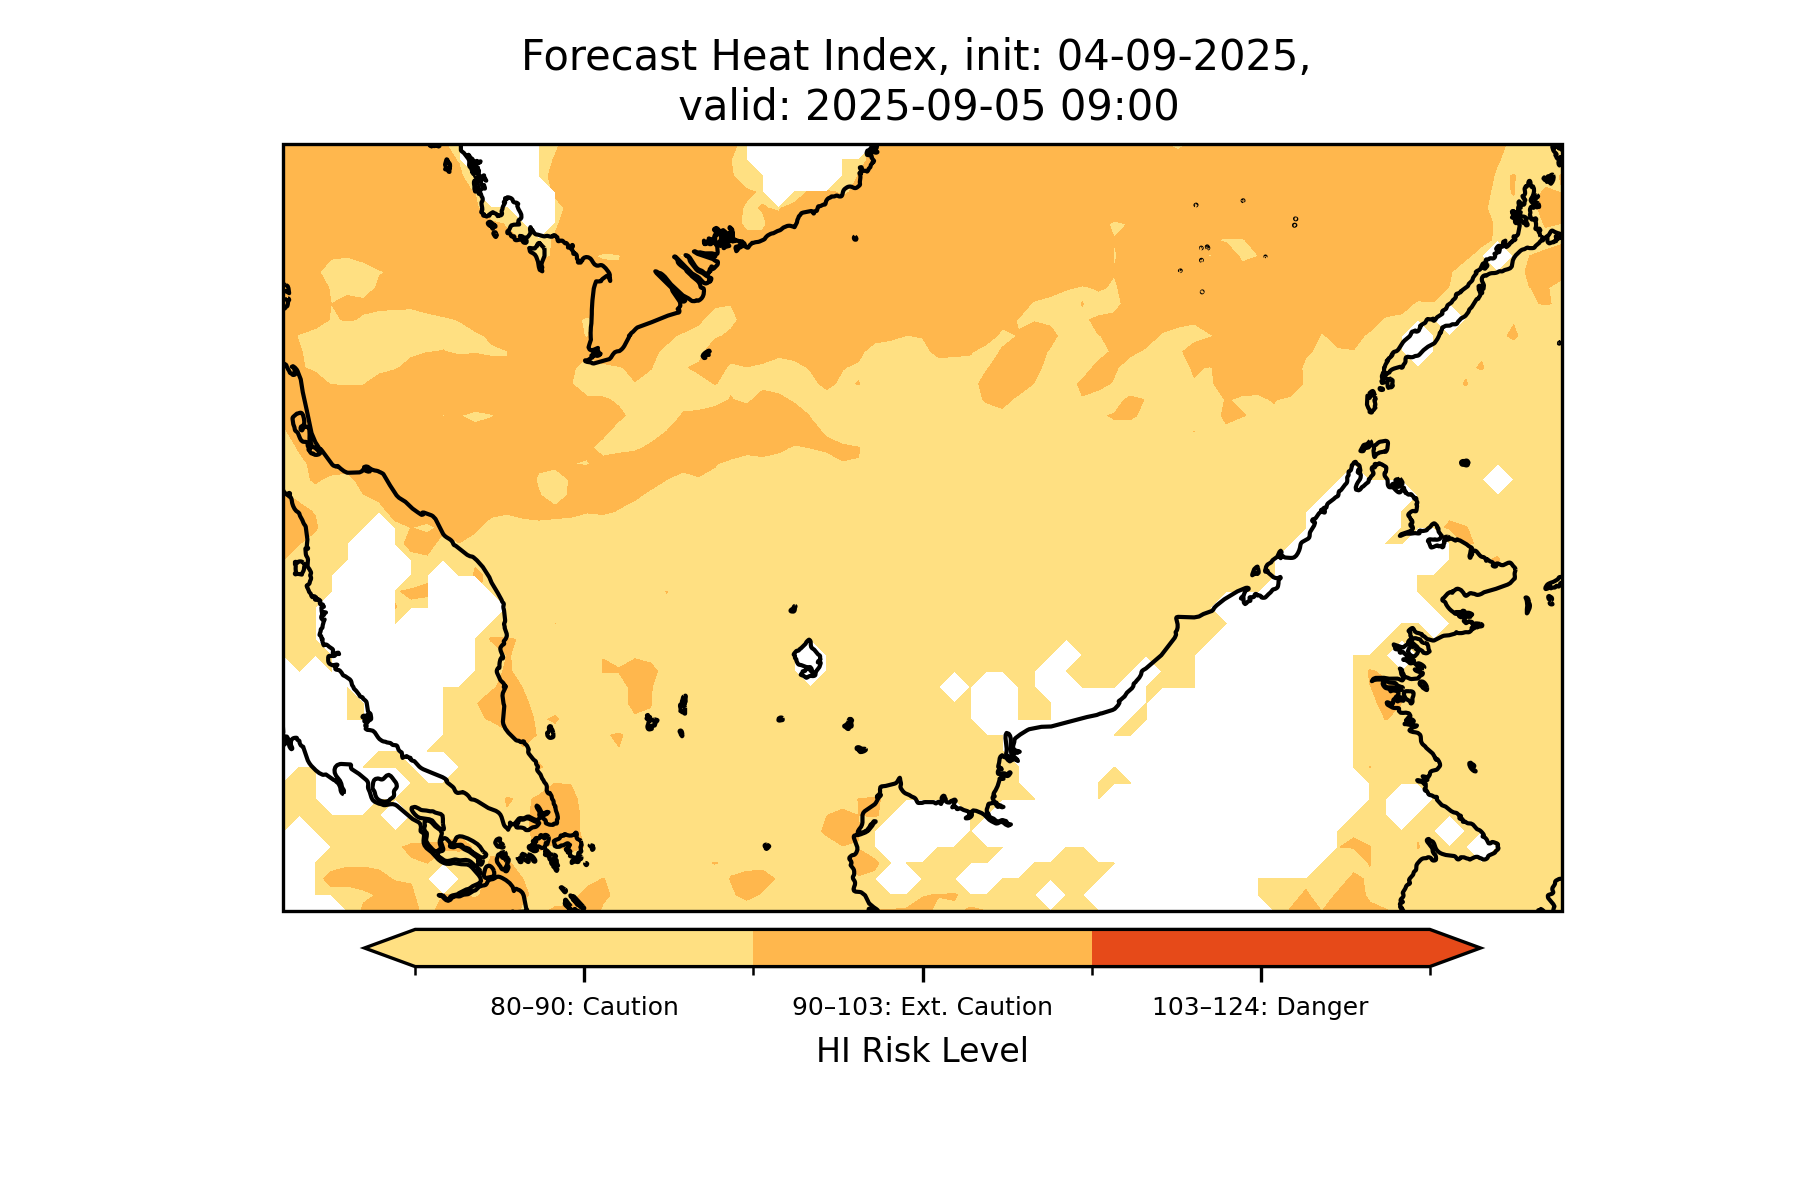 Forecast Heat Index, init: 04-09-2025,
valid: 2025-09-05 09:00
80–90: Caution
90–103: Ext. Caution
103–124: Danger
HI Risk Level